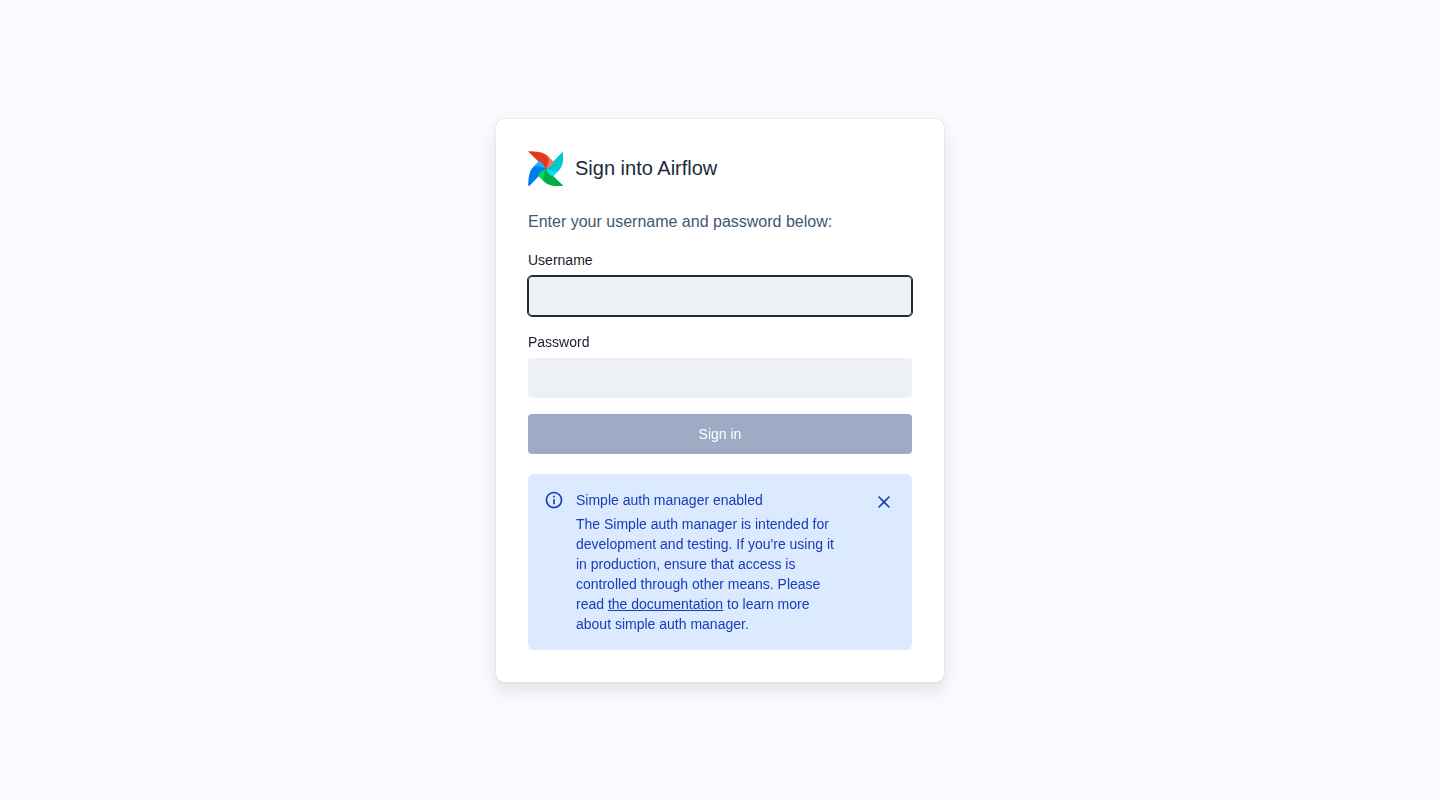 Sign into Airflow
Enter your username and password below:
Username
Password
Sign in
Simple auth manager enabled
The Simple auth manager is intended for
development and testing. If you're using it
in production, ensure that access is
controlled through other means. Please
read the documentation to learn more
about simple auth manager.